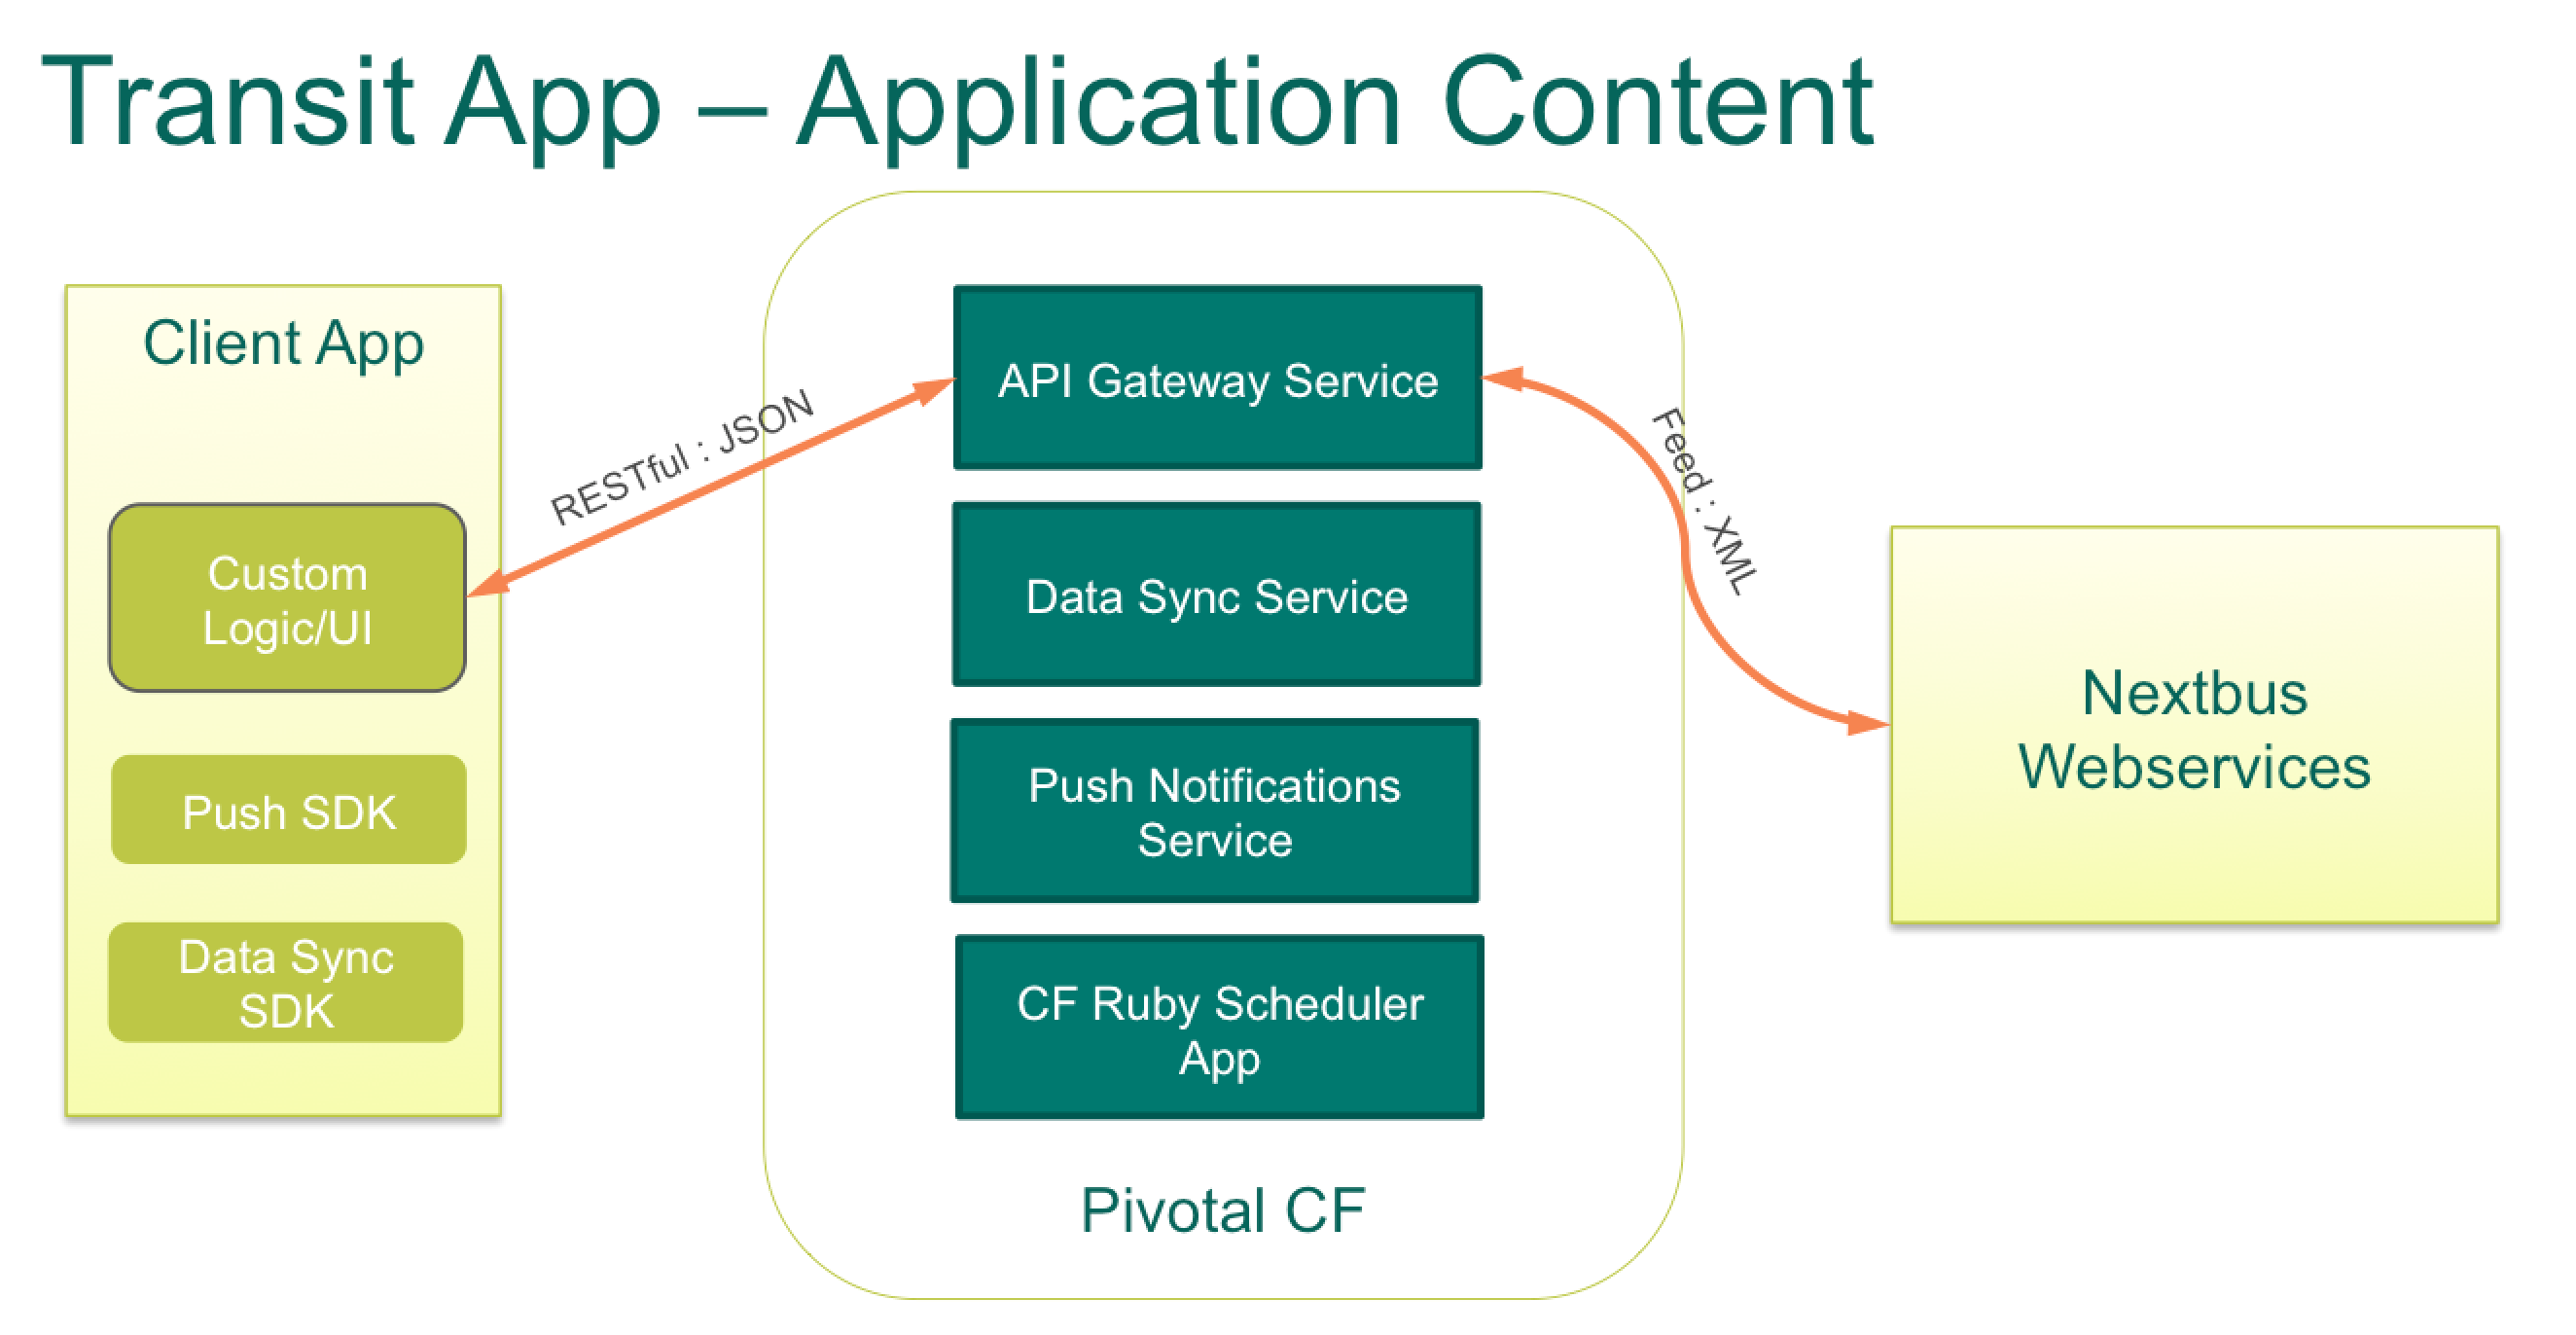 Transit App – Application Content
Client App
Custom
Logic/UI
Push SDK
Data Sync
SDK
RESTful : JSON
API Gateway Service
Data Sync Service
Push Notifications
Service
CF Ruby Scheduler
App
Pivotal CF
Feed : XML
Nextbus
Webservices